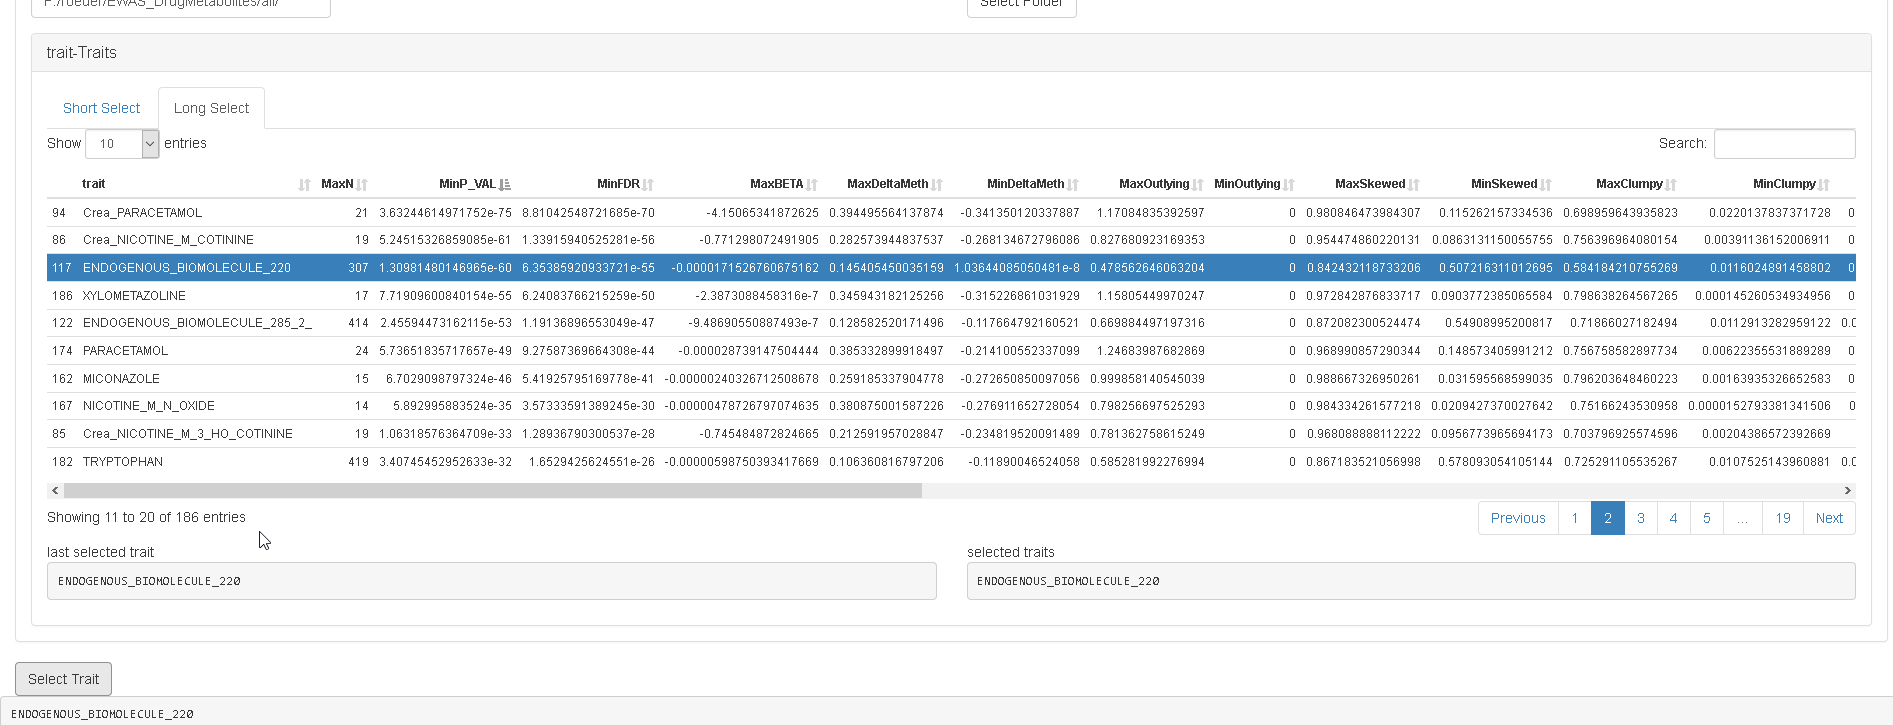 P:/roeder/EWAS_DrugMetabolites/all/ Select Folder
trait-Traits
Short Select Long Select
Show 10 entries Search:
trait MaxN MinP_VAL MinFDR MaxBETA MaxDeltaMeth MinDeltaMeth MaxOutlying MinOutlying MaxSkewed MinSkewed MaxClumpy MinClumpy
94 Crea_PARACETAMOL 21 3.63244614971752e-75 8.81042548721685e-70 -4.15065341872625 0.394495564137874 -0.341350120337887 1.17084835392597 0 0.980846473984307 0.115262157334536 0.698959643935823 0.0220137837371728 0
86 Crea_NICOTINE_M_COTININE 19 5.24515326859085e-61 1.33915940525281e-56 -0.771298072491905 0.282573944837537 -0.268134672796086 0.827680923169353 0 0.954474860220131 0.0863131150055755 0.756396964080154 0.00391136152006911 0
117 ENDOGENOUS_BIOMOLECULE_220 307 1.30981480146965e-60 6.35385920933721e-55 -0.0000171526760675162 0.145405450035159 1.03644085050481e-8 0.478562646063204 0 0.842432118733206 0.507216311012695 0.584184210755269 0.0116024891458802 0
186 XYLOMETAZOLINE 17 7.71909600840154e-55 6.24083766215259e-50 -2.3873088458316e-7 0.345943182125256 -0.315226861031929 1.15805449970247 0 0.972842876833717 0.0903772385065584 0.798638264567265 0.000145260534934956 0
122 ENDOGENOUS_BIOMOLECULE_285_2_ 414 2.45594473162115e-53 1.19136896553049e-47 -9.48690550887493e-7 0.128582520171496 -0.117664792160521 0.669884497197316 0 0.872082300524474 0.54908995200817 0.71866027182494 0.0112913282959122 0.0
174 PARACETAMOL 24 5.73651835717657e-49 9.27587369664308e-44 -0.000028739147504444 0.385332899918497 -0.214100552337099 1.24683987682869 0 0.968990857290344 0.148573405991212 0.756758582897734 0.00622355531889289 0
162 MICONAZOLE 15 6.7029098797324e-46 5.41925795169778e-41 -0.00000240326712508678 0.259185337904778 -0.272650850097056 0.999858140545039 0 0.988667326950261 0.031595568599035 0.796203648460223 0.00163935326652583 0
167 NICOTINE_M_N_OXIDE 14 5.892995883524e-35 3.57333591389245e-30 -0.00000478726797074635 0.380875001587226 -0.276911652728054 0.798256697525293 0 0.984334261577218 0.0209427370027642 0.75166243530958 0.0000152793381341506 0
85 Crea_NICOTINE_M_3_HO_COTININE 19 1.06318576364709e-33 1.28936790300537e-28 -0.745484872824665 0.212591957028847 -0.234819520091489 0.781362758615249 0 0.968088888112222 0.0956773965694173 0.703796925574596 0.00204386572392669
182 TRYPTOPHAN 419 3.40745452952633e-32 1.6529425624551e-26 -0.00000598750393417669 0.106360816797206 -0.11890046524058 0.585281992276994 0 0.867183521056998 0.578093054105144 0.725291105535267 0.0107525143960881 0.0
Showing 11 to 20 of 186 entries Previous 1 2 3 4 5 ... 19 Next
last selected trait selected traits
ENDOGENOUS_BIOMOLECULE_220 ENDOGENOUS_BIOMOLECULE_220
Select Trait
ENDOGENOUS_BIOMOLECULE_220